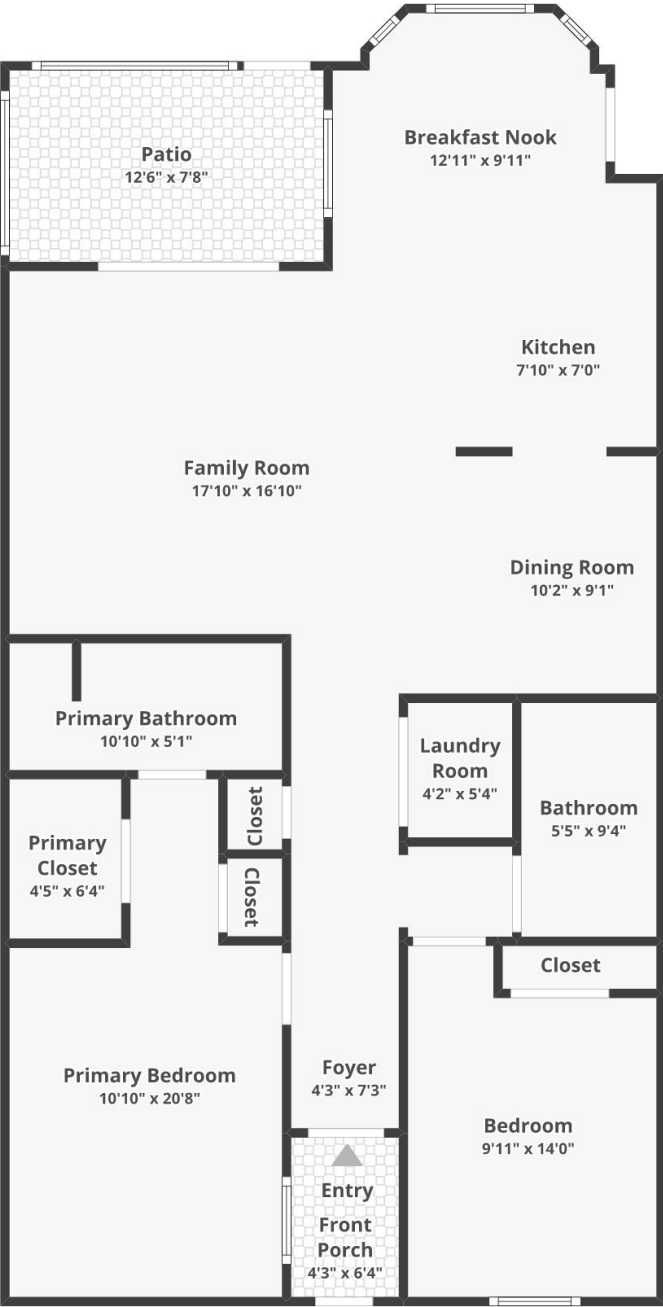 Breakfast Nook
12'11" x 9'11"
Patio
12'6" x 7'8"
Kitchen
7'10" x 7'0"
Family Room
17'10" x 16'10"
Dining Room
10'2" x 9'1"
Primary Bathroom
10'10" x 5'1"
Laundry
Room
4'2" x 5'4"
Closet
Bathroom
5'5" x 9'4"
Primary
Closet
4'5" x 6'4"
Closet
Closet
Primary Bedroom
10'10" x 20'8"
Foyer
4'3" x 7'3"
Bedroom
9'11" x 14'0"
Entry
Front
Porch
4'3" x 6'4"